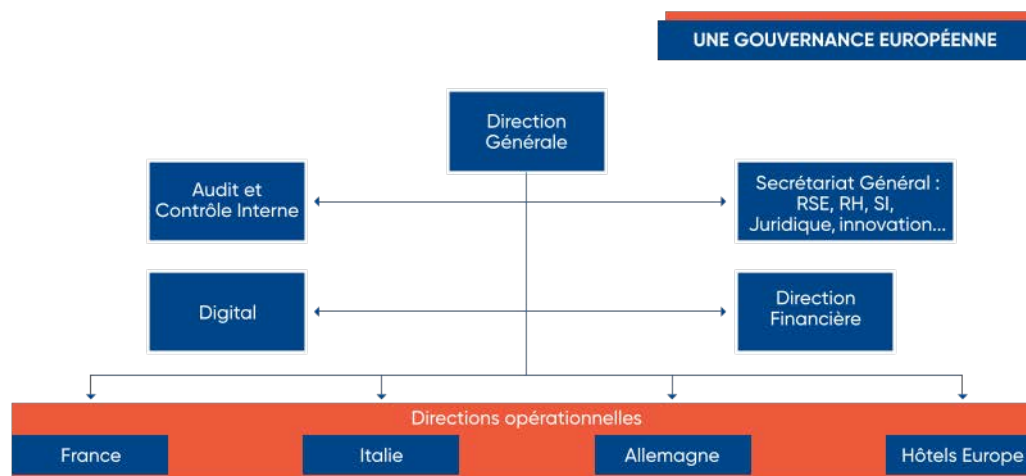 UNE GOUVERNANCE EUROPÉENNE
Direction
Générale
Audit et
Contrôle Interne
Secrétariat Général :
RSE, RH, SI,
Juridique, innovation...
Digital
Direction
Financière
Directions opérationnelles
France
Italie
Allemagne
Hôtels Europe